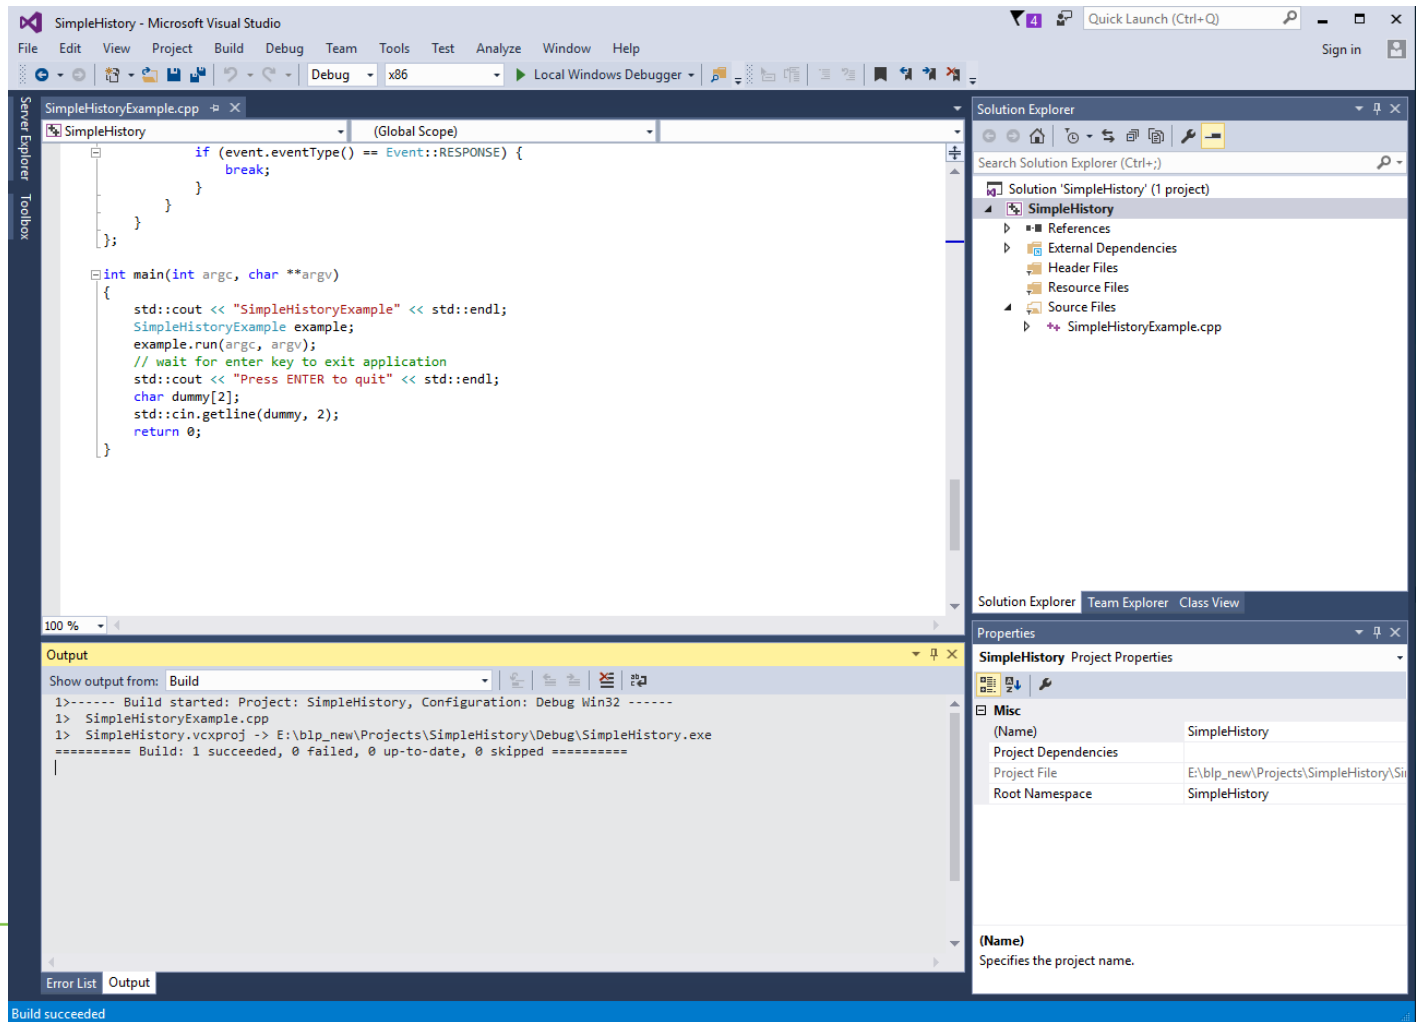 SimpleHistory - Microsoft Visual Studio
4
Quick Launch (Ctrl+Q)
File Edit View Project Build Debug Team Tools Test Analyze Window Help
Sign in
Debug x86 Local Windows Debugger
Server Explorer
Toolbox
SimpleHistoryExample.cpp
SimpleHistory (Global Scope)
if (event.eventType() == Event::RESPONSE) {
break;
}
}
}
};
int main(int argc, char **argv)
{
std::cout << "SimpleHistoryExample" << std::endl;
SimpleHistoryExample example;
example.run(argc, argv);
// wait for enter key to exit application
std::cout << "Press ENTER to quit" << std::endl;
char dummy[2];
std::cin.getline(dummy, 2);
return 0;
}
100 %
Output
Show output from: Build
1>------ Build started: Project: SimpleHistory, Configuration: Debug Win32 ------
1>  SimpleHistoryExample.cpp
1>  SimpleHistory.vcxproj -> E:\blp_new\Projects\SimpleHistory\Debug\SimpleHistory.exe
========== Build: 1 succeeded, 0 failed, 0 up-to-date, 0 skipped ==========
Error List Output
Build succeeded
Solution Explorer
Search Solution Explorer (Ctrl+;)
Solution 'SimpleHistory' (1 project)
SimpleHistory
References
External Dependencies
Header Files
Resource Files
Source Files
SimpleHistoryExample.cpp
Solution Explorer Team Explorer Class View
Properties
SimpleHistory Project Properties
Misc
(Name) SimpleHistory
Project Dependencies
Project File E:\blp_new\Projects\SimpleHistory\Si
Root Namespace SimpleHistory
(Name)
Specifies the project name.